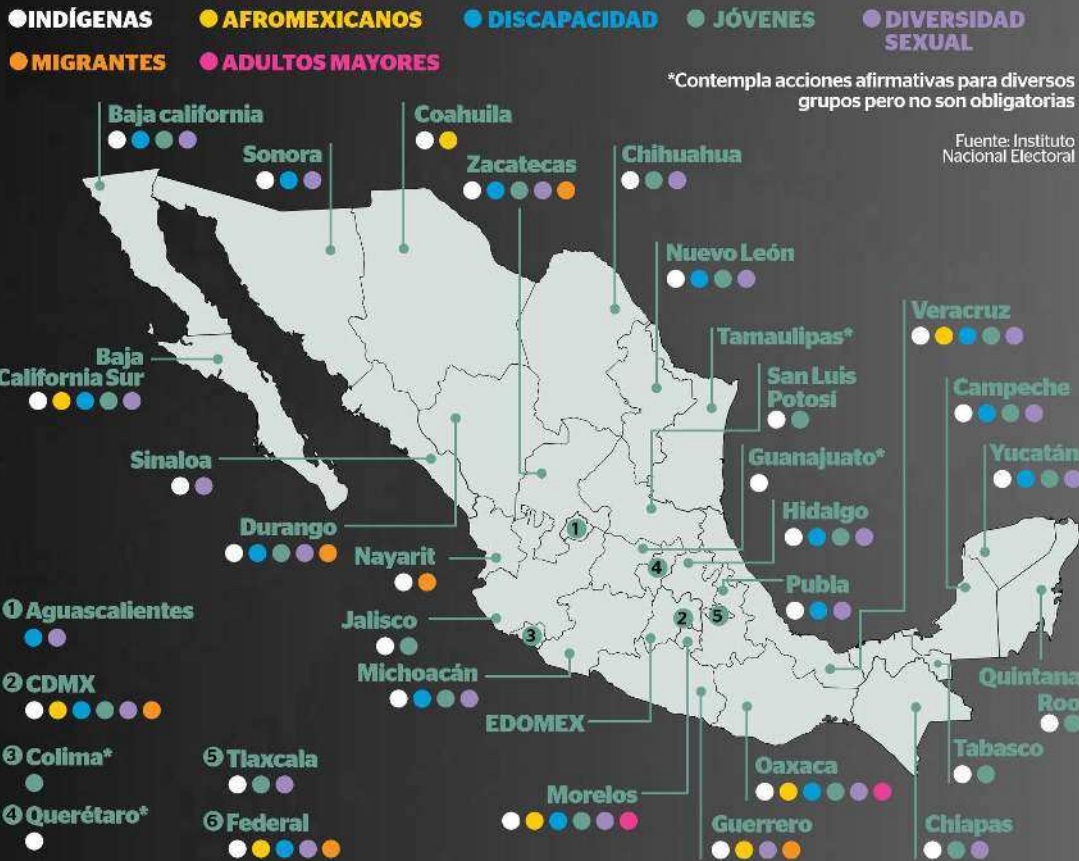 INDÍGENAS
AFROMEXICANOS
DISCAPACIDAD
JÓVENES
DIVERSIDAD
SEXUAL
MIGRANTES
ADULTOS MAYORES
*Contempla acciones afirmativas para diversos
grupos pero no son obligatorias
Fuente: Instituto
Nacional Electoral
Baja california
Coahuila
Sonora
Zacatecas
Chihuahua
Nuevo León
Veracruz
Tamaulipas*
Baja
California Sur
San Luis
Potosí
Campeche
Sinaloa
Guanajuato*
Yucatán
Durango
Hidalgo
Nayarit
Publa
1 Aguascalientes
Jalisco
Michoacán
2 CDMX
Quintana
Roo
EDOMEX
3 Colima*
5 Tlaxcala
Tabasco
Oaxaca
4 Querétaro*
6 Federal
Morelos
Guerrero
Chiapas
1
4
2
5
3